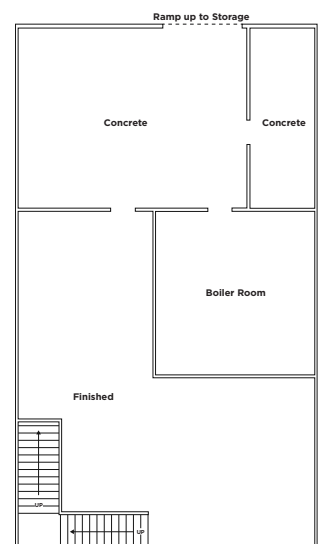 Ramp up to Storage
Concrete
Concrete
Boiler Room
Finished
UP
UP